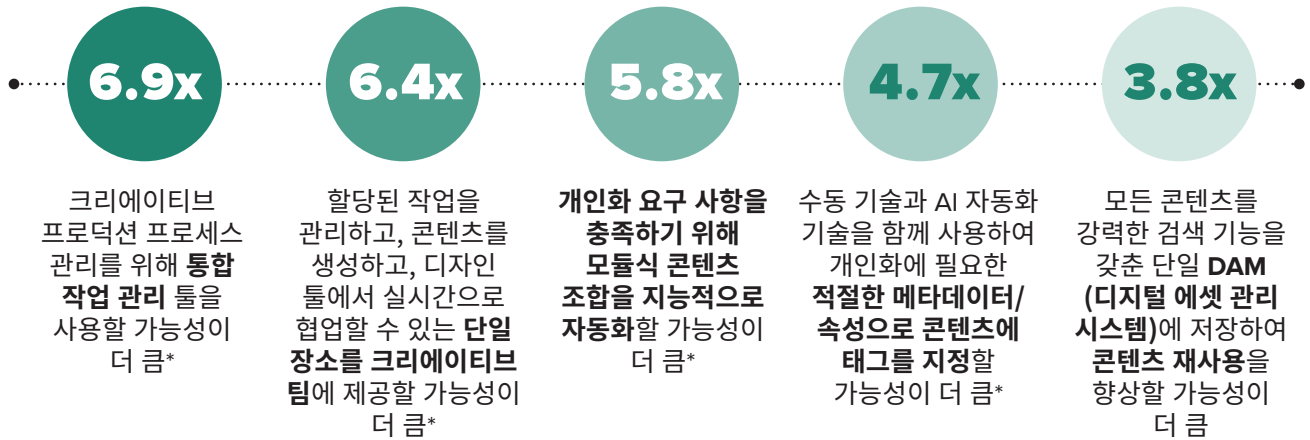 6.9x
크리에이티브
프로덕션 프로세스
관리를 위해 통합
작업 관리 툴을
사용할 가능성이
더 큼*
6.4x
할당된 작업을
관리하고, 콘텐츠를
생성하고, 디자인
툴에서 실시간으로
협업할 수 있는 단일
장소를 크리에이티브
팀에 제공할 가능성이
더 큼*
5.8x
개인화 요구 사항을
충족하기 위해
모듈식 콘텐츠
조합을 지능적으로
자동화할 가능성이
더 큼*
4.7x
수동 기술과 AI 자동화
기술을 함께 사용하여
개인화에 필요한
적절한 메타데이터/
속성으로 콘텐츠에
태그를 지정할
가능성이 더 큼*
3.8x
모든 콘텐츠를
강력한 검색 기능을
갖춘 단일 DAM
(디지털 에셋 관리
시스템)에 저장하여
콘텐츠 재사용을
향상할 가능성이
더 큼